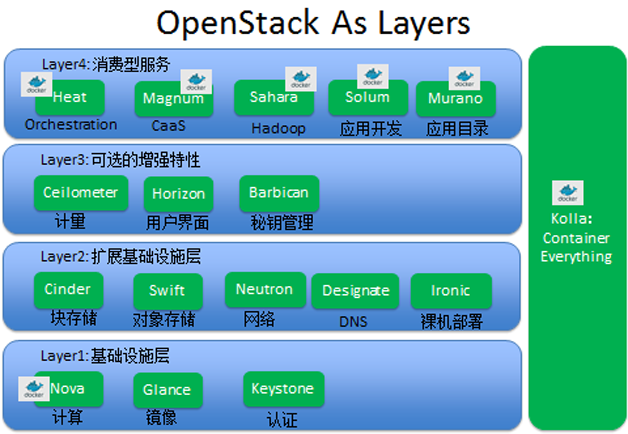 OpenStack As Layers
Layer4:消费型服务
docker docker docker docker docker
Heat Magnum Sahara Solum Murano
Orchestration CaaS Hadoop 应用开发 应用目录
Layer3:可选的增强特性
Ceilometer Horizon Barbican
计量 用户界面 秘钥管理
Layer2:扩展基础设施层
Cinder Swift Neutron Designate Ironic
块存储 对象存储 网络 DNS 裸机部署
Layer1:基础设施层
docker
Nova Glance Keystone
计算 镜像 认证
docker
Kolla:
Container
Everything